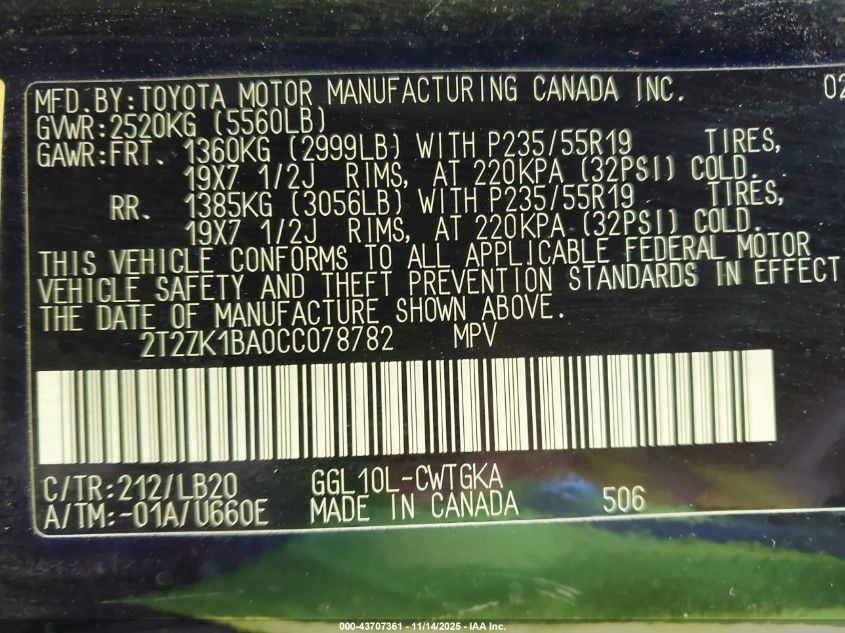 MFD.BY:TOYOTA MOTOR MANUFACTURING CANADA INC. 02
GVWR:2520KG (5560LB)
GAWR:FRT. 1360KG (2999LB) WITH P235/55R19 TIRES,
19X7 1/2J RIMS, AT 220KPA (32PSI) COLD.
RR. 1385KG (3056LB) WITH P235/55R19 TIRES,
19X7 1/2J RIMS, AT 220KPA (32PSI) COLD.
THIS VEHICLE CONFORMS TO ALL APPLICABLE FEDERAL MOTOR
VEHICLE SAFETY AND THEFT PREVENTION STANDARDS IN EFFECT
THE DATE OF MANUFACTURE SHOWN ABOVE.
2T2ZK1BA0CC078782 MPV
C/TR:212/LB20 GGL10L-CWTGKA
A/TM:-01A/U660E MADE IN CANADA 506
000-43707361 | 11/14/2025 - IAA Inc.